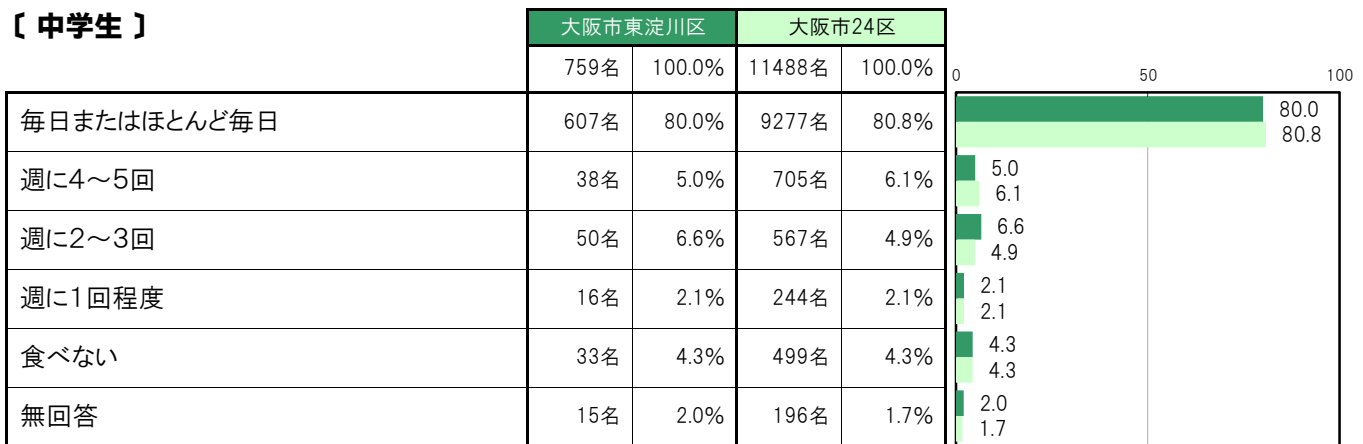 〔 中学生 〕
大阪市東淀川区 大阪市24区
759名 100.0% 11488名 100.0%
0 50 100
毎日またはほとんど毎日 607名 80.0% 9277名 80.8%
80.0
80.8
週に4～5回 38名 5.0% 705名 6.1%
5.0
6.1
週に2～3回 50名 6.6% 567名 4.9%
6.6
4.9
週に1回程度 16名 2.1% 244名 2.1%
2.1
2.1
食べない 33名 4.3% 499名 4.3%
4.3
4.3
無回答 15名 2.0% 196名 1.7%
2.0
1.7